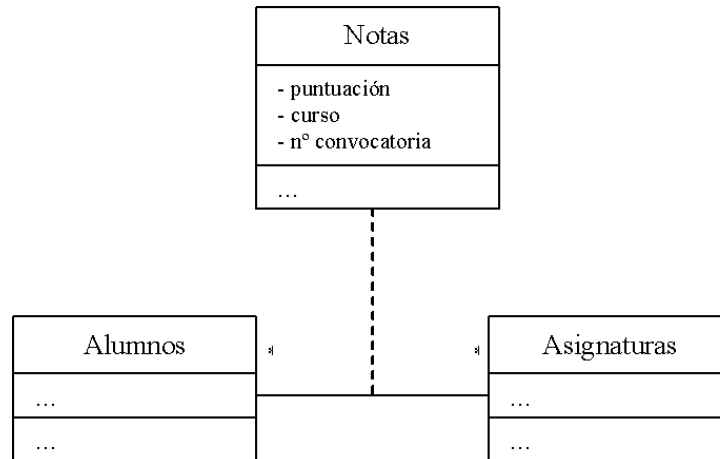 Notas
- puntuación
- curso
- nº convocatoria
...
Alumnos
Asignaturas
...
...
...
...